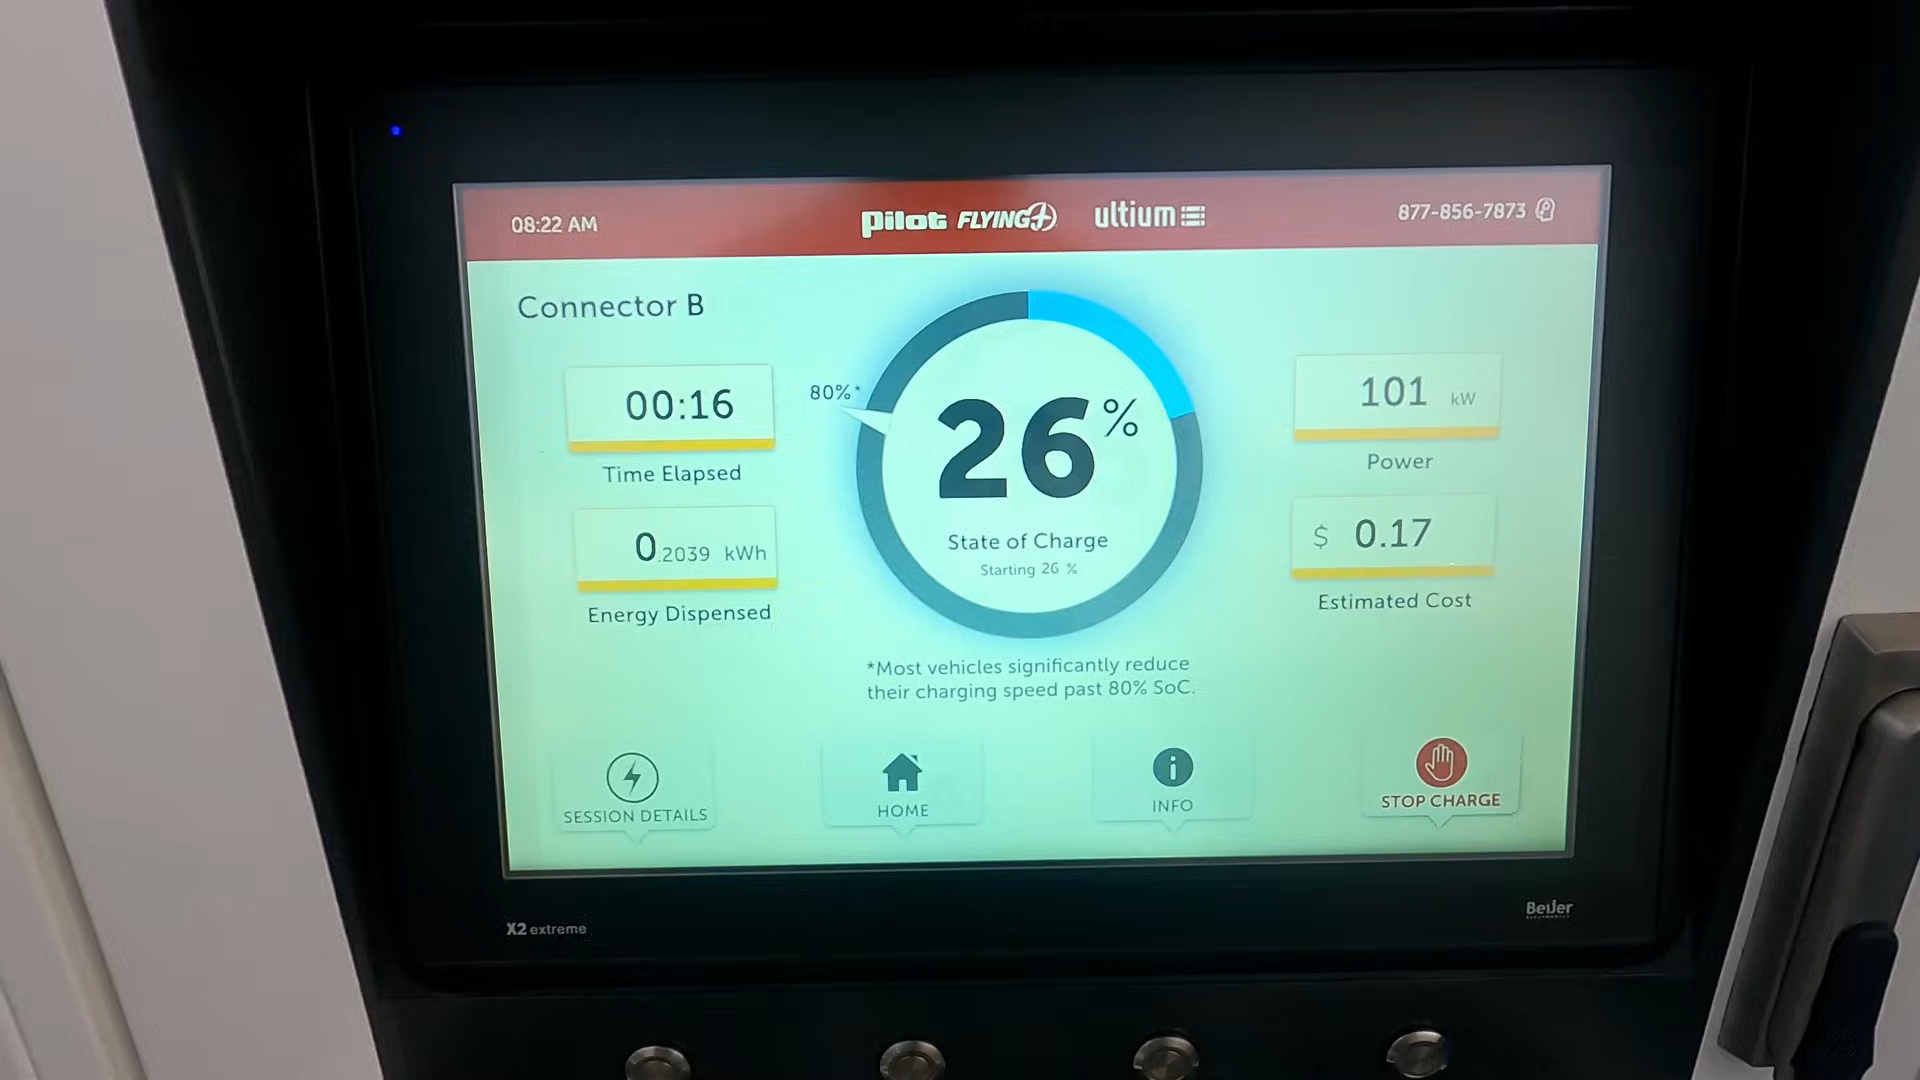 08:22 AM
Pilot FLYING J
ultium
877-856-7873
Connector B
00:16
Time Elapsed
0.2039 kWh
Energy Dispensed
80%*
26%
State of Charge
Starting 26 %
101 kW
Power
$ 0.17
Estimated Cost
*Most vehicles significantly reduce
their charging speed past 80% SoC.
SESSION DETAILS
HOME
INFO
STOP CHARGE
X2 extreme
Beijer
ELECTRONICS